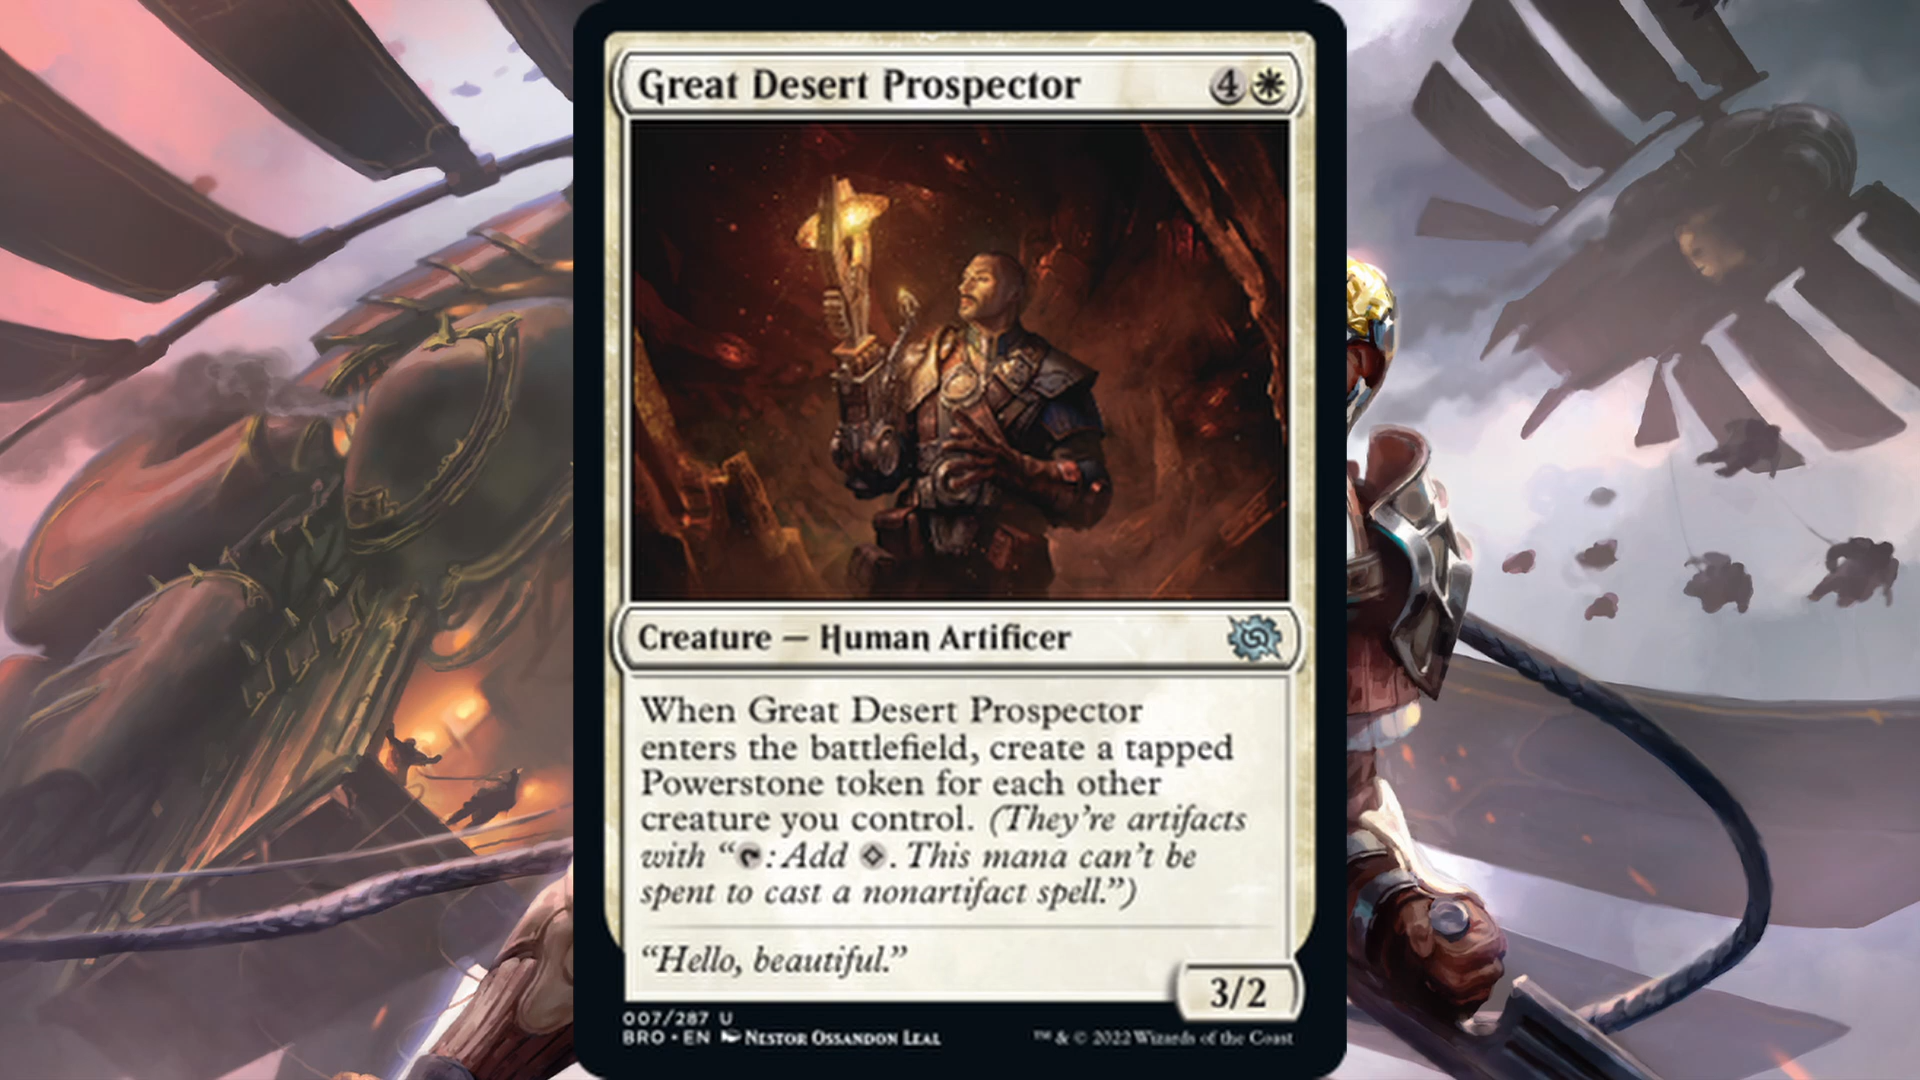 Great Desert Prospector 4
Creature — Human Artificer
When Great Desert Prospector
enters the battlefield, create a tapped
Powerstone token for each other
creature you control. (They're artifacts
with “: Add . This mana can't be
spent to cast a nonartifact spell.”)
“Hello, beautiful.”
3/2
007/287 U
BRO • EN Nestor Ossandon Leal
™ & © 2022 Wizards of the Coast